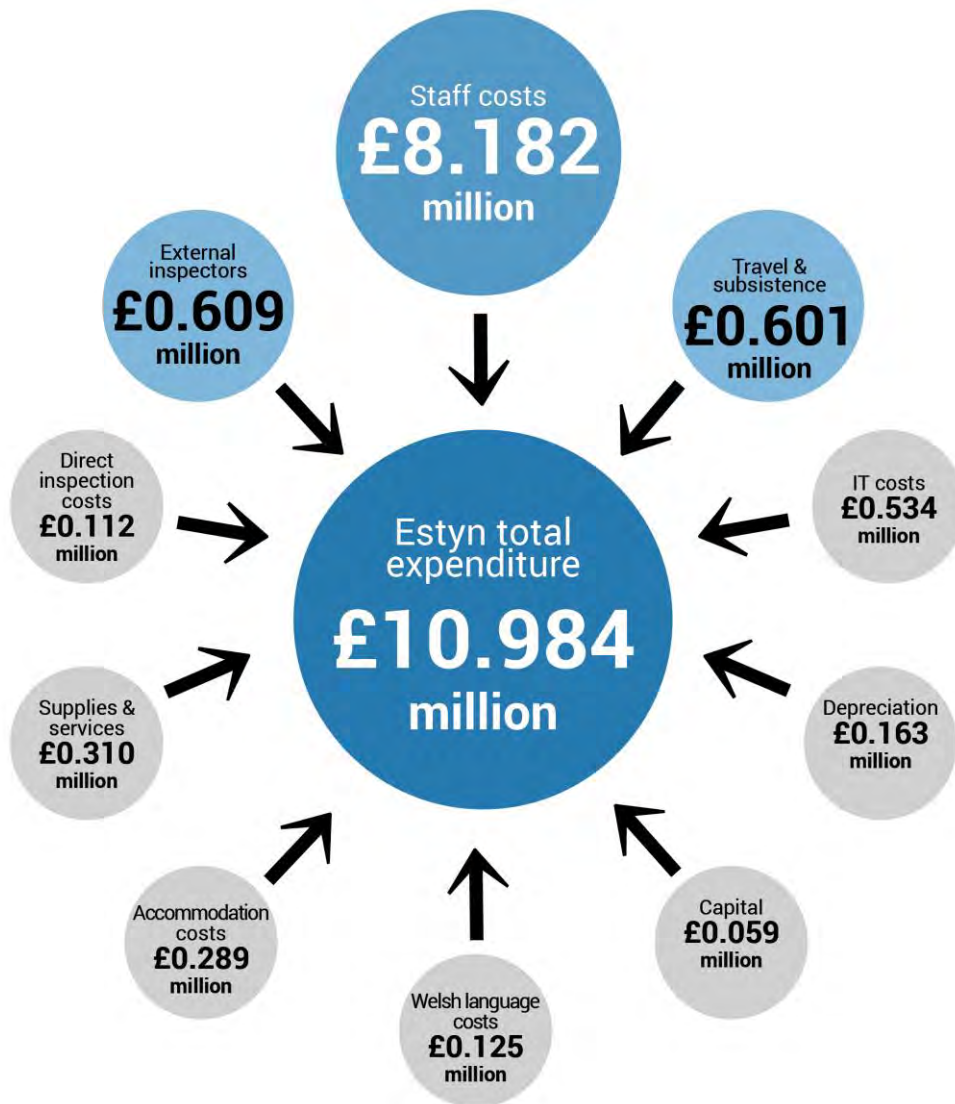 Staff costs
£8.182
million
External
inspectors
£0.609
million
Travel &
subsistence
£0.601
million
Direct
inspection
costs
£0.112
million
IT costs
£0.534
million
Estyn total
expenditure
£10.984
million
Supplies &
services
£0.310
million
Depreciation
£0.163
million
Accommodation
costs
£0.289
million
Capital
£0.059
million
Welsh language
costs
£0.125
million